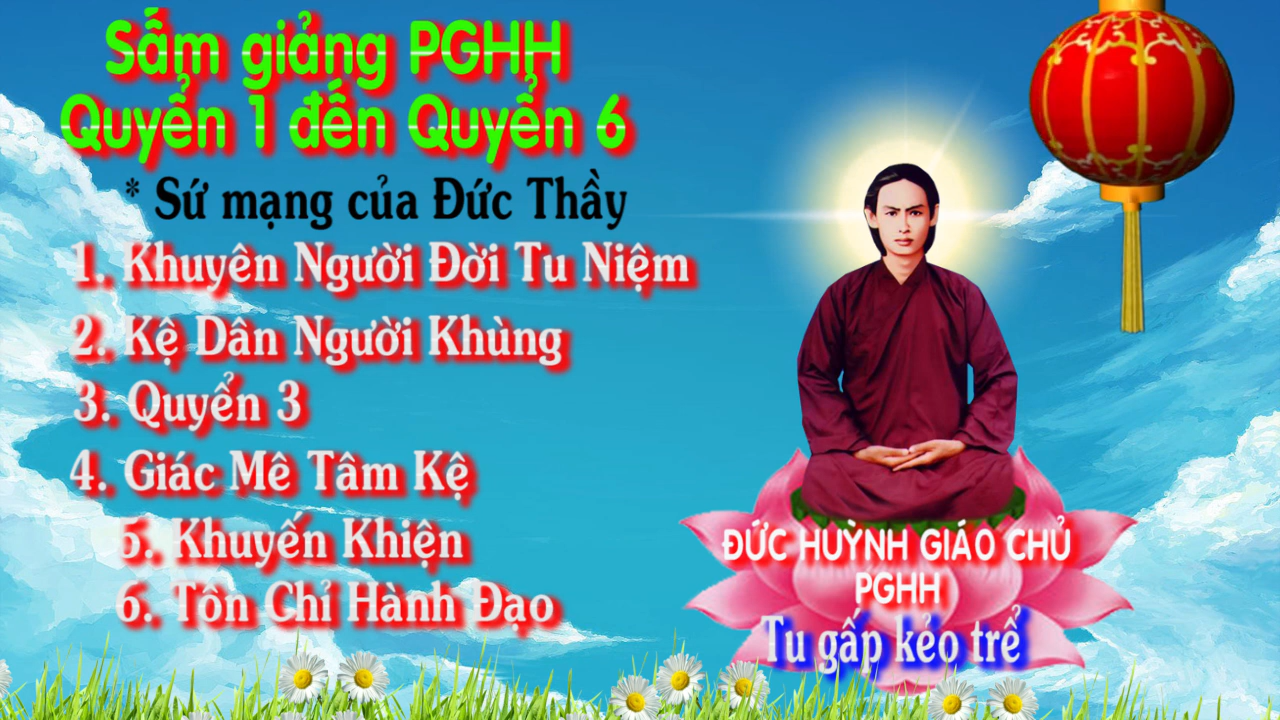 Sấm giảng PGHH
Quyển 1 đến Quyển 6
* Sứ mạng của Đức Thầy
1. Khuyên Người Đời Tu Niệm
2. Kệ Dân Người Khùng
3. Quyển 3
4. Giác Mê Tâm Kệ
5. Khuyến Khiện
6. Tôn Chỉ Hành Đạo
ĐỨC HUỲNH GIÁO CHỦ
PGHH
Tu gấp kẻo trể